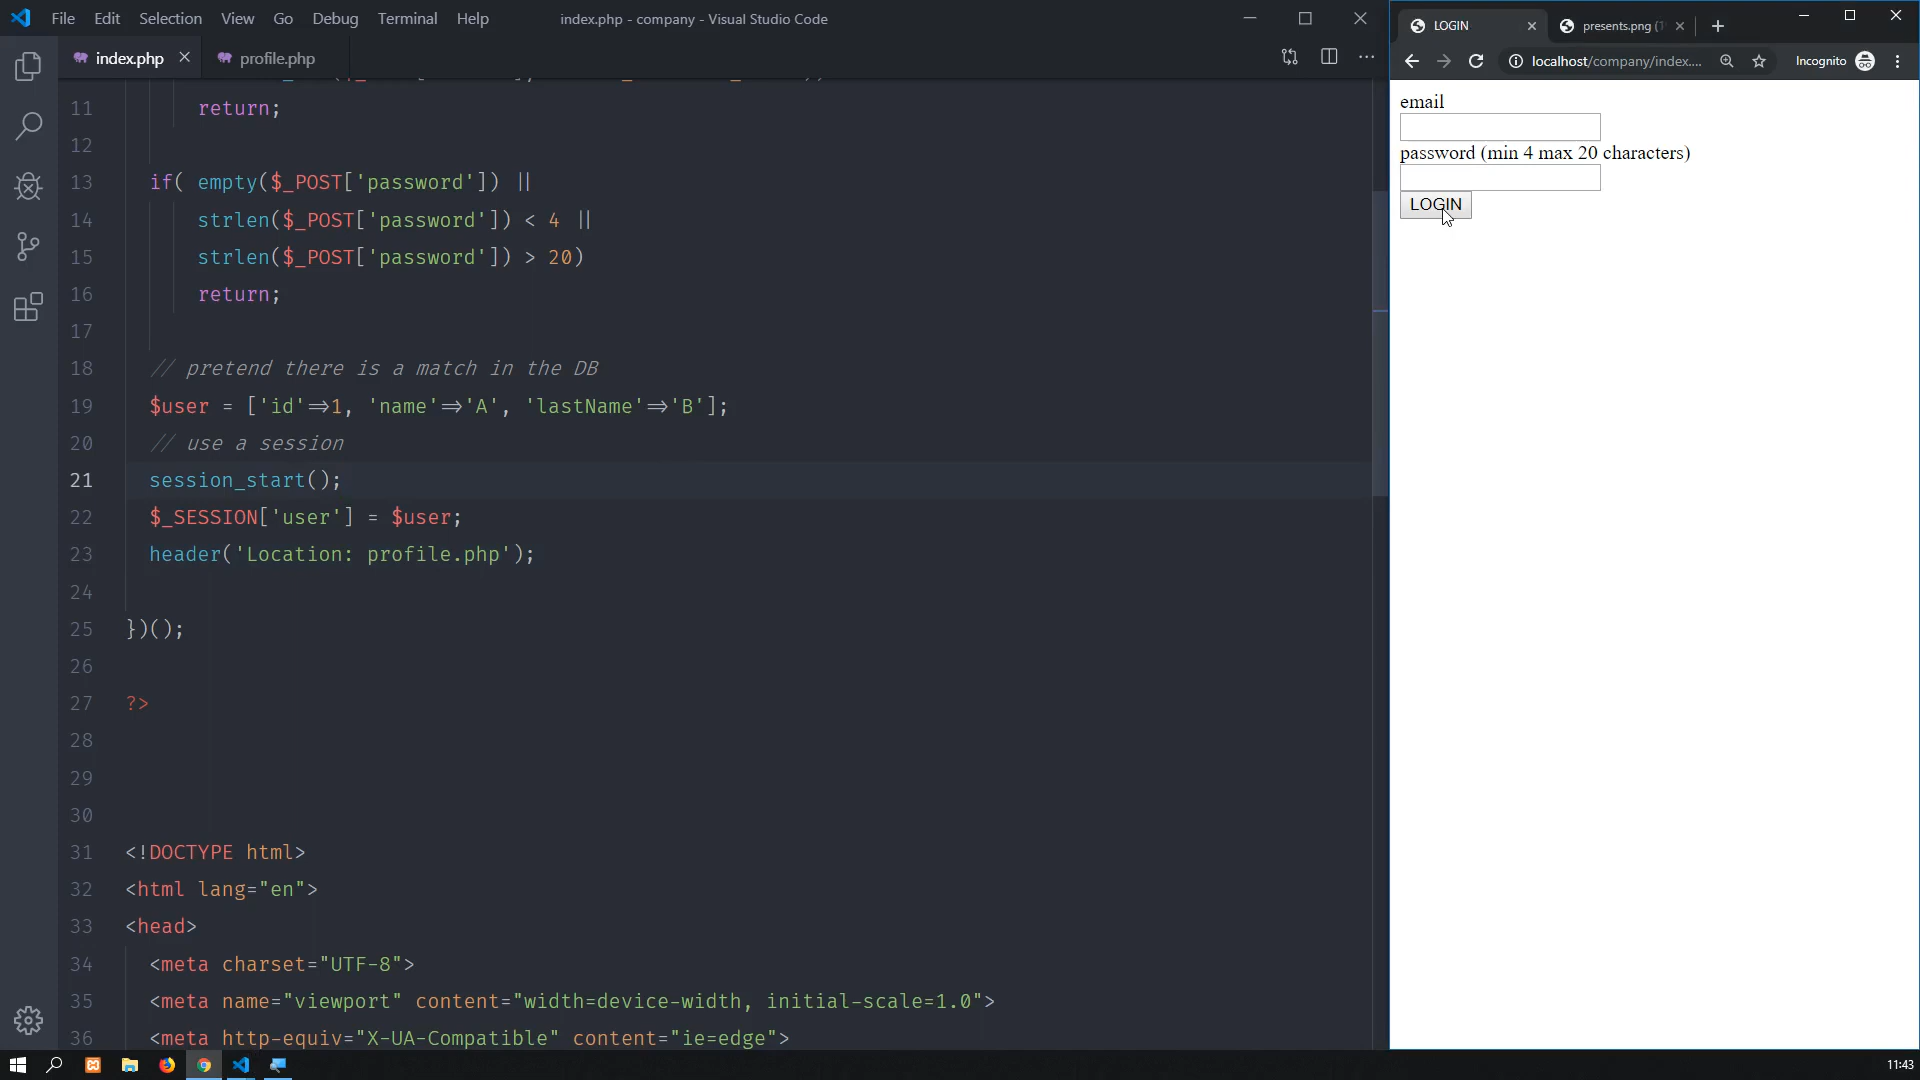 File Edit Selection View Go Debug Terminal Help
index.php - company - Visual Studio Code
index.php
profile.php
11 return;
12
13 if( empty($_POST['password']) ||
14 strlen($_POST['password']) < 4 ||
15 strlen($_POST['password']) > 20)
16 return;
17
18 // pretend there is a match in the DB
19 $user = ['id'=>1, 'name'=>'A', 'lastName'=>'B'];
20 // use a session
21 session_start();
22 $_SESSION['user'] = $user;
23 header('Location: profile.php');
24
25 })();
26
27 ?>
28
29
30
31 <!DOCTYPE html>
32 <html lang="en">
33 <head>
34 <meta charset="UTF-8">
35 <meta name="viewport" content="width=device-width, initial-scale=1.0">
36 <meta http-equiv="X-UA-Compatible" content="ie=edge">
LOGIN
presents.png (1
localhost/company/index....
Incognito
email
password (min 4 max 20 characters)
LOGIN
11:43